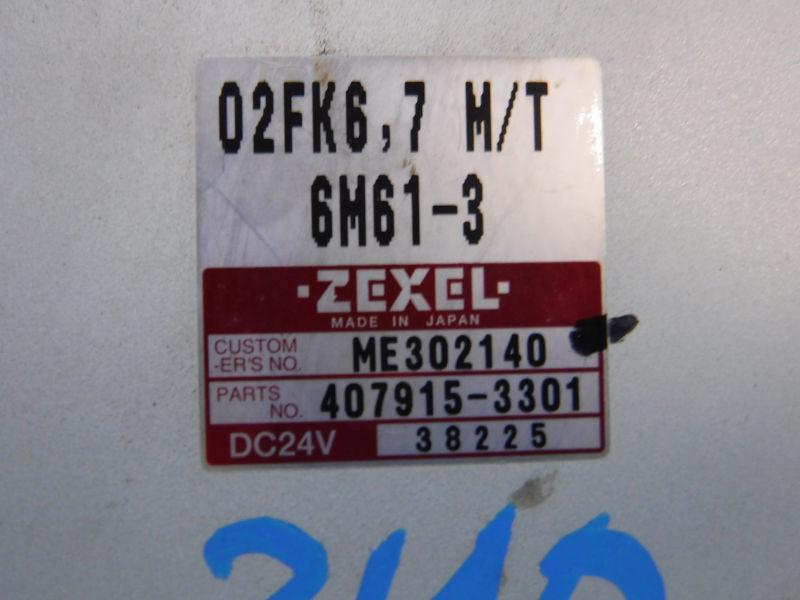 02FK6,7 M/T
6M61-3
·ZEXEL·
MADE IN JAPAN
CUSTOM
-ER'S NO. ME302140
PARTS
NO. 407915-3301
DC24V 38225